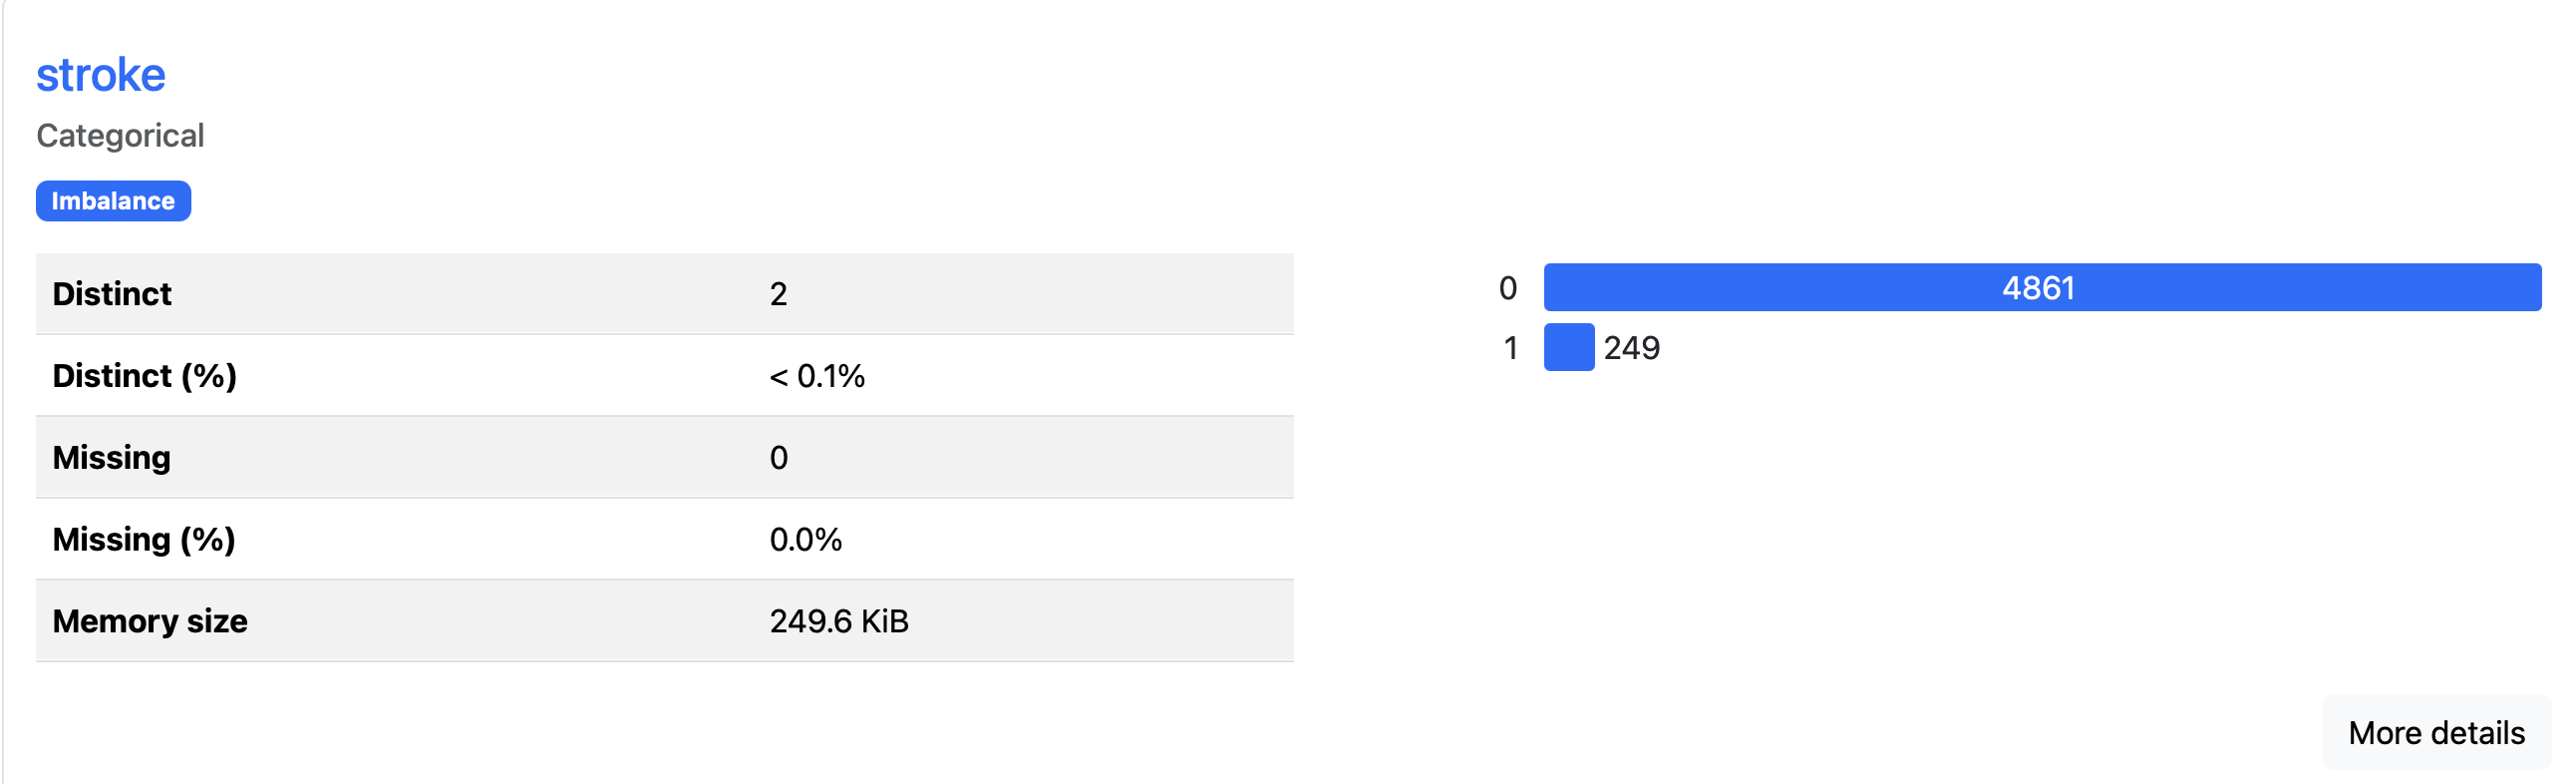 stroke
Categorical
Imbalance
Distinct 2
Distinct (%) < 0.1%
Missing 0
Missing (%) 0.0%
Memory size 249.6 KiB
0 4861
1 249
More details